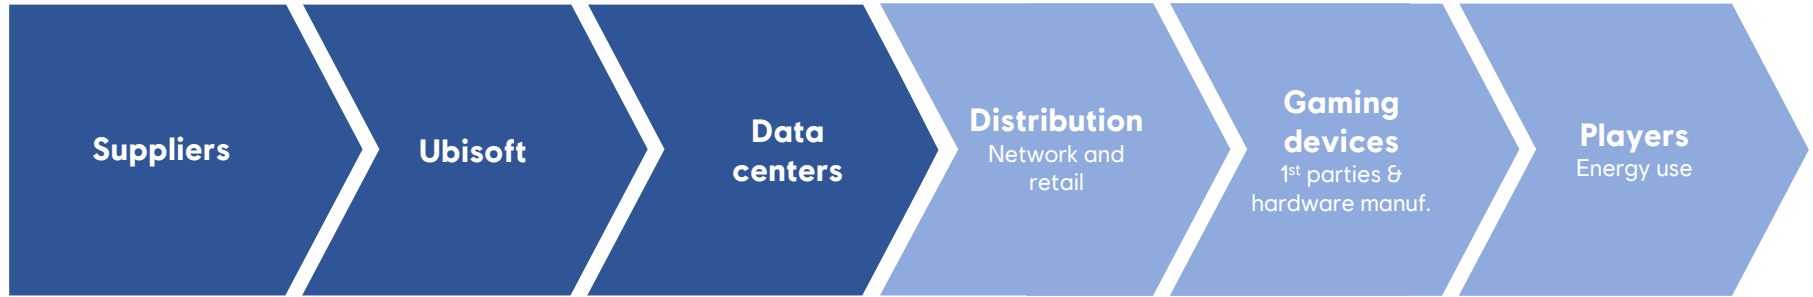 Suppliers
Ubisoft
Data
centers
Distribution
Network and
retail
Gaming
devices
1st parties &
hardware manuf.
Players
Energy use